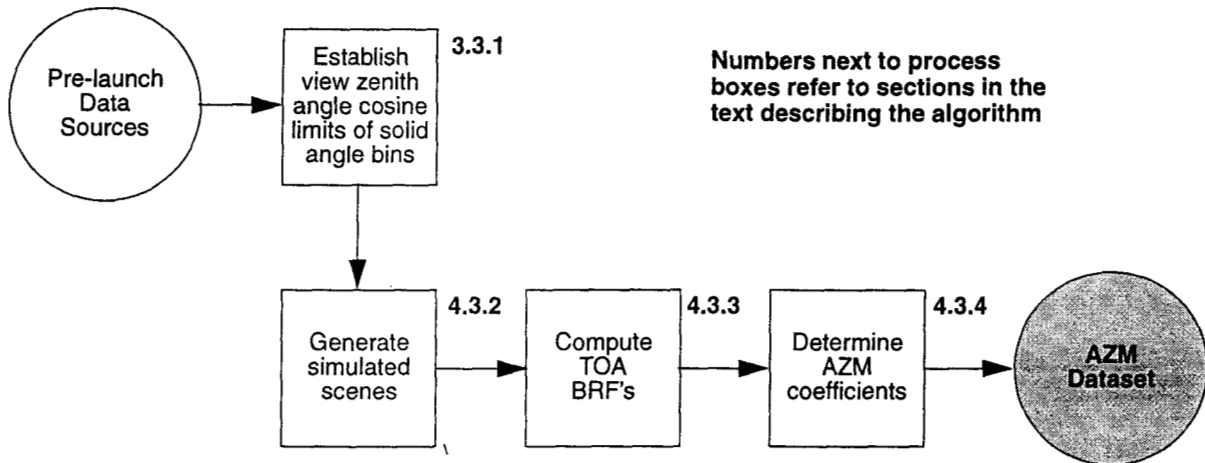 Pre-launch
Data
Sources
Establish
view zenith
angle cosine
limits of solid
angle bins
3.3.1
Numbers next to process
boxes refer to sections in the
text describing the algorithm
Generate
simulated
scenes
4.3.2
Compute
TOA
BRF's
4.3.3
Determine
AZM
coefficients
4.3.4
AZM
Dataset